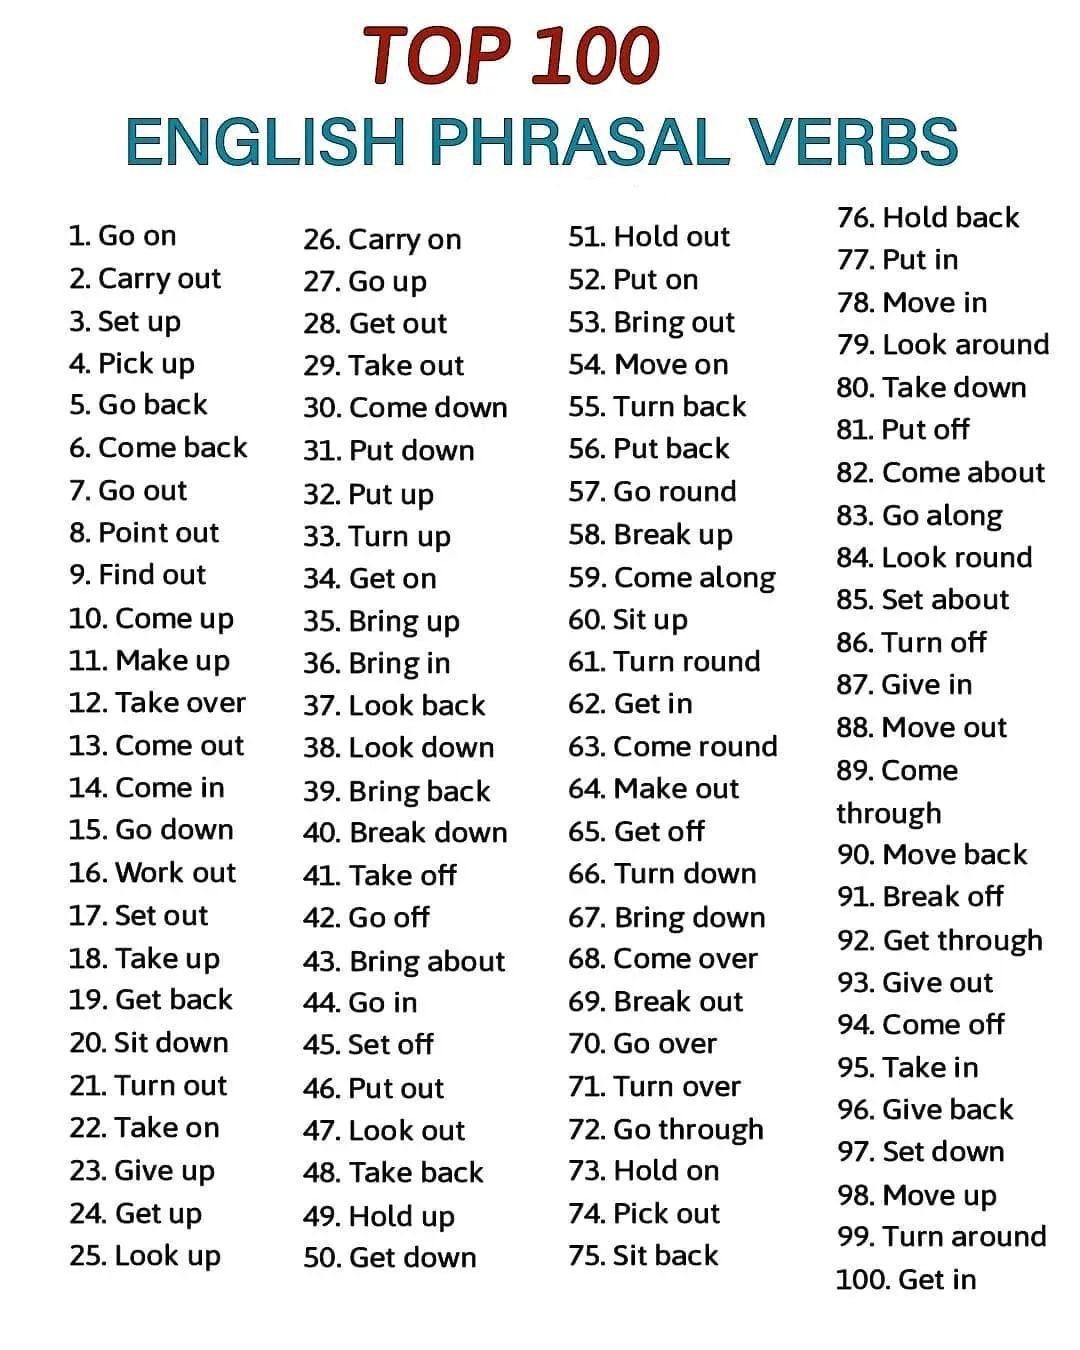 TOP 100
ENGLISH PHRASAL VERBS
1. Go on
2. Carry out
3. Set up
4. Pick up
5. Go back
6. Come back
7. Go out
8. Point out
9. Find out
10. Come up
11. Make up
12. Take over
13. Come out
14. Come in
15. Go down
16. Work out
17. Set out
18. Take up
19. Get back
20. Sit down
21. Turn out
22. Take on
23. Give up
24. Get up
25. Look up
26. Carry on
27. Go up
28. Get out
29. Take out
30. Come down
31. Put down
32. Put up
33. Turn up
34. Get on
35. Bring up
36. Bring in
37. Look back
38. Look down
39. Bring back
40. Break down
41. Take off
42. Go off
43. Bring about
44. Go in
45. Set off
46. Put out
47. Look out
48. Take back
49. Hold up
50. Get down
51. Hold out
52. Put on
53. Bring out
54. Move on
55. Turn back
56. Put back
57. Go round
58. Break up
59. Come along
60. Sit up
61. Turn round
62. Get in
63. Come round
64. Make out
65. Get off
66. Turn down
67. Bring down
68. Come over
69. Break out
70. Go over
71. Turn over
72. Go through
73. Hold on
74. Pick out
75. Sit back
76. Hold back
77. Put in
78. Move in
79. Look around
80. Take down
81. Put off
82. Come about
83. Go along
84. Look round
85. Set about
86. Turn off
87. Give in
88. Move out
89. Come
through
90. Move back
91. Break off
92. Get through
93. Give out
94. Come off
95. Take in
96. Give back
97. Set down
98. Move up
99. Turn around
100. Get in